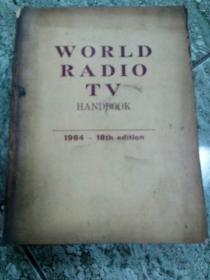 WORLD
RADIO
TV
HANDBOOK
1964 - 18th edition